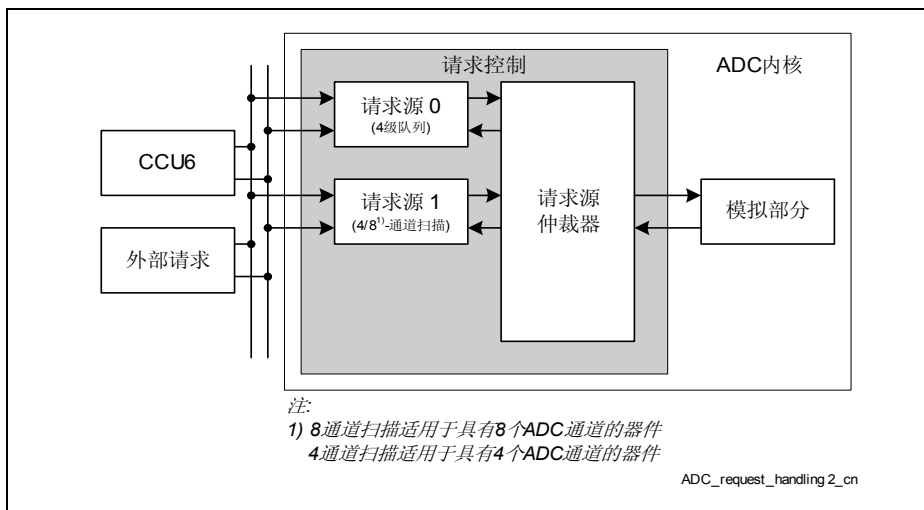 请求控制
ADC内核
请求源 0
(4级队列)
CCU6
请求源 1
(4/8¹⁾-通道扫描)
请求源
仲裁器
模拟部分
外部请求
注:
1) 8通道扫描适用于具有8个ADC通道的器件
4通道扫描适用于具有4个ADC通道的器件
ADC_request_handling 2_cn